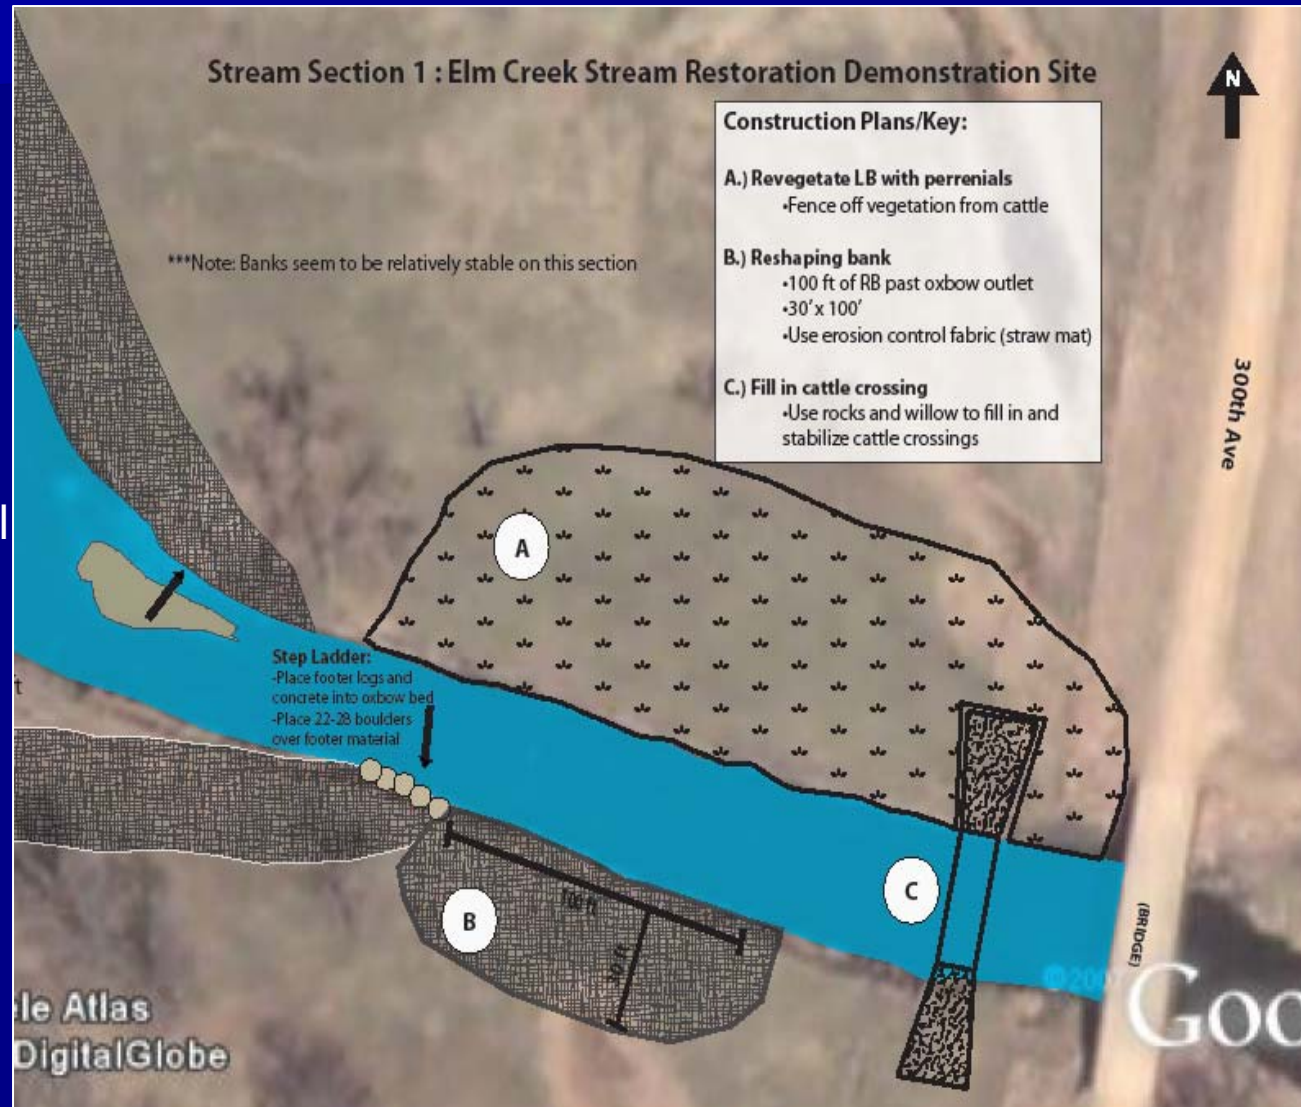 Stream Section 1 : Elm Creek Stream Restoration Demonstration Site
N
Construction Plans/Key:
A.) Revegetate LB with perrenials
•Fence off vegetation from cattle
B.) Reshaping bank
•100 ft of RB past oxbow outlet
•30' x 100'
•Use erosion control fabric (straw mat)
C.) Fill in cattle crossing
•Use rocks and willow to fill in and
stabilize cattle crossings
***Note: Banks seem to be relatively stable on this section
300th Ave
A
Step Ladder:
-Place footer logs and
concrete into oxbow bed
-Place 22-28 boulders
over footer material
100 ft
30 ft
B
C
(BRIDGE)
le Atlas
DigitalGlobe
Goo